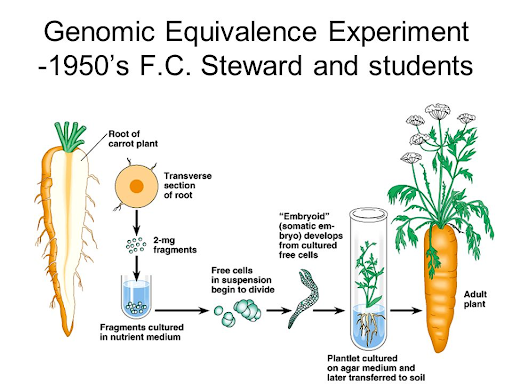 Genomic Equivalence Experiment
-1950's F.C. Steward and students
Root of
carrot plant
Transverse
section
of root
2-mg
fragments
Fragments cultured
in nutrient medium
Free cells
in suspension
begin to divide
"Embryoid"
(somatic em-
bryo) develops
from cultured
free cells
Plantlet cultured
on agar medium and
later transferred to soil
Adult
plant